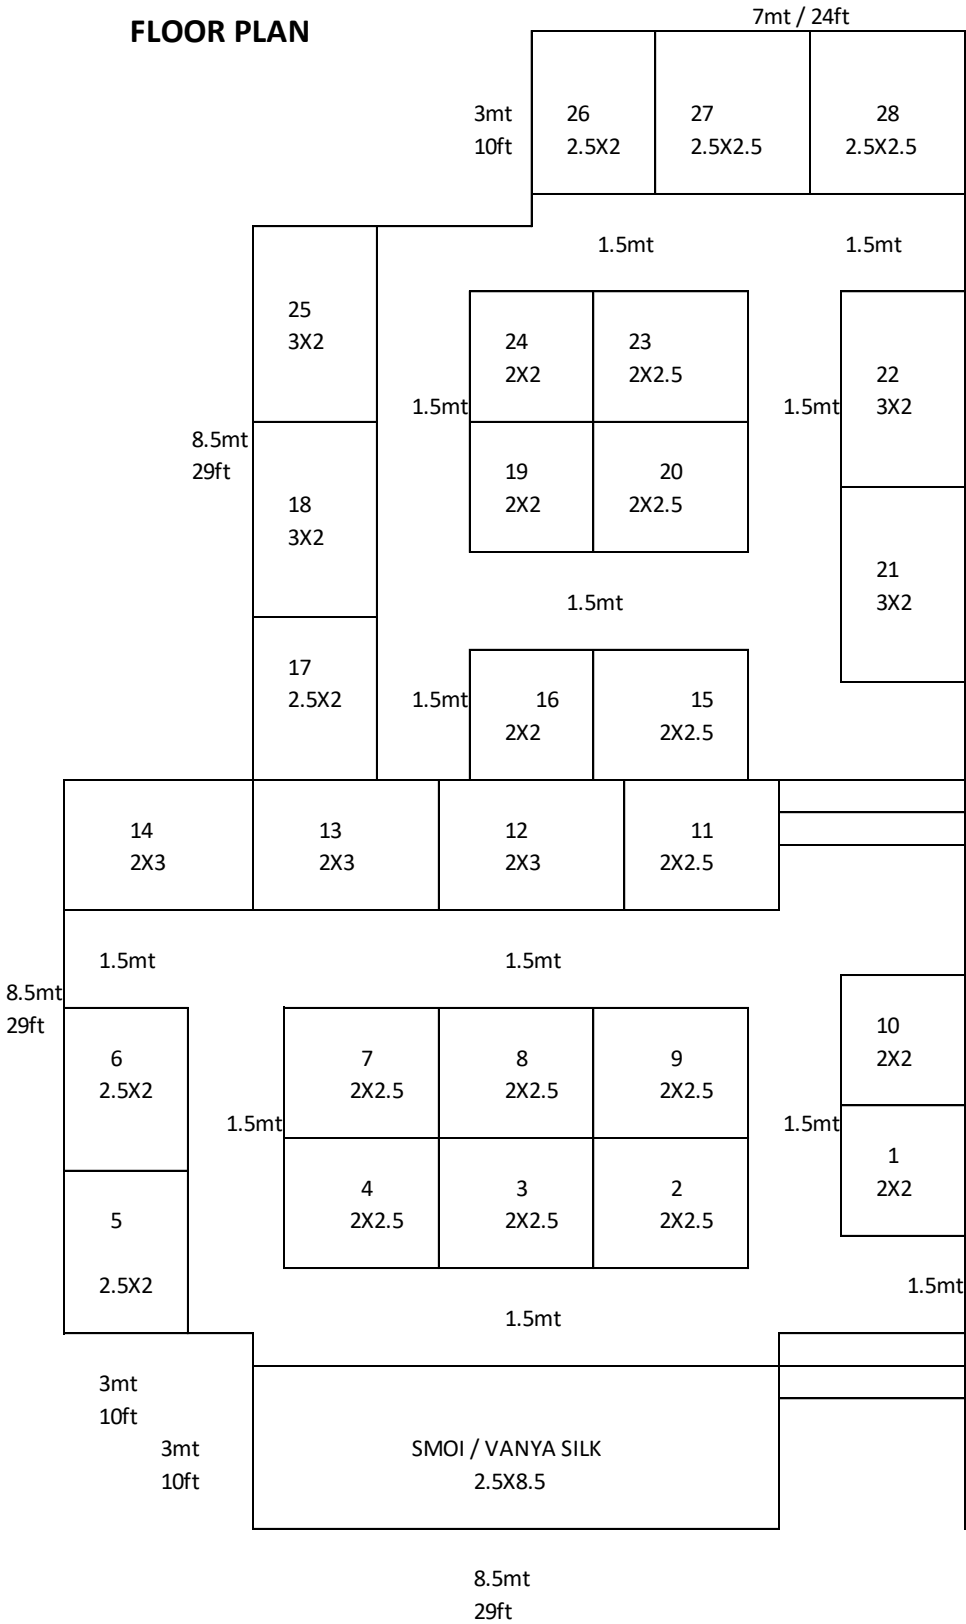 7mt / 24ft
FLOOR PLAN
3mt 26 27 28
10ft 2.5X2 2.5X2.5 2.5X2.5
1.5mt 1.5mt
25
3X2 24 23
2X2 2X2.5 22
1.5mt 1.5mt 3X2
8.5mt
29ft 19 20
18 2X2 2X2.5
3X2
21
1.5mt 3X2
17
2.5X2 1.5mt 16 15
2X2 2X2.5
14 13 12 11
2X3 2X3 2X3 2X2.5
1.5mt 1.5mt
8.5mt
29ft 10
6 7 8 9 2X2
2.5X2 2X2.5 2X2.5 2X2.5
1.5mt 1.5mt
1
4 3 2 2X2
5 2X2.5 2X2.5 2X2.5
2.5X2 1.5mt
1.5mt
3mt
10ft
3mt SMOI / VANYA SILK
10ft 2.5X8.5
8.5mt
29ft